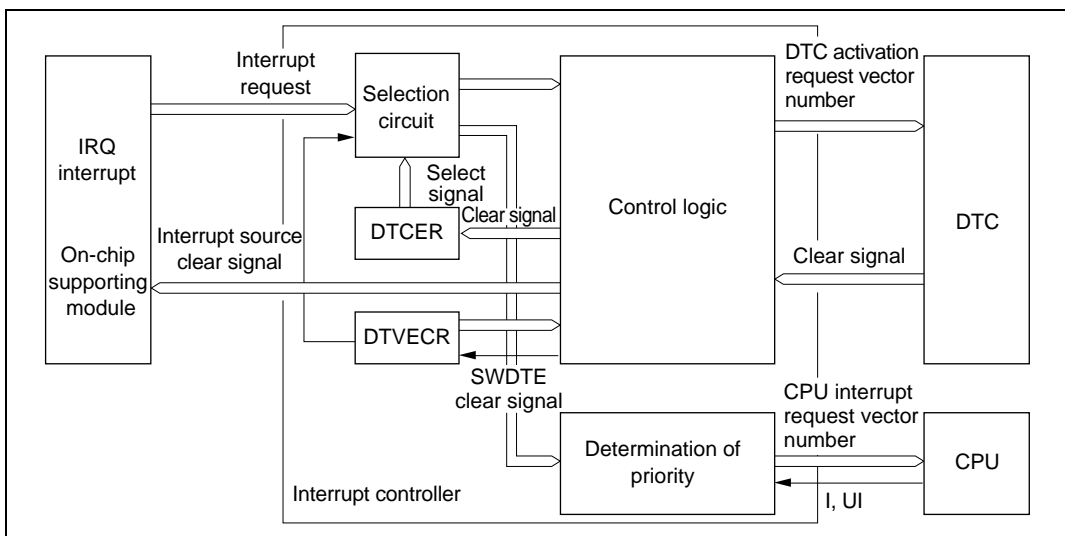 Interrupt
request
Selection
circuit
DTC activation
request vector
number
IRQ
interrupt
Select
signal
Control logic
DTC
DTCER
Clear signal
Interrupt source
clear signal
Clear signal
On-chip
supporting
module
DTVECR
SWDTE
clear signal
CPU interrupt
request vector
number
Determination of
priority
CPU
I, UI
Interrupt controller